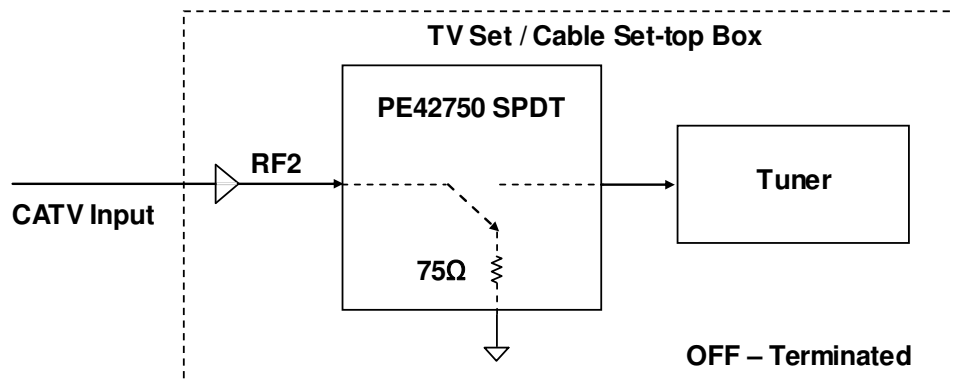 TV Set / Cable Set-top Box
PE42750 SPDT
RF2
Tuner
CATV Input
75Ω
OFF – Terminated